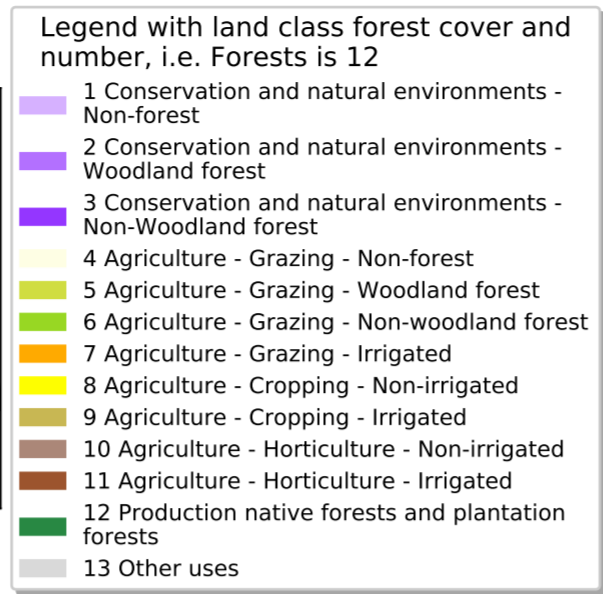 Legend with land class forest cover and
number, i.e. Forests is 12
1 Conservation and natural environments -
Non-forest
2 Conservation and natural environments -
Woodland forest
3 Conservation and natural environments -
Non-Woodland forest
4 Agriculture - Grazing - Non-forest
5 Agriculture - Grazing - Woodland forest
6 Agriculture - Grazing - Non-woodland forest
7 Agriculture - Grazing - Irrigated
8 Agriculture - Cropping - Non-irrigated
9 Agriculture - Cropping - Irrigated
10 Agriculture - Horticulture - Non-irrigated
11 Agriculture - Horticulture - Irrigated
12 Production native forests and plantation
forests
13 Other uses